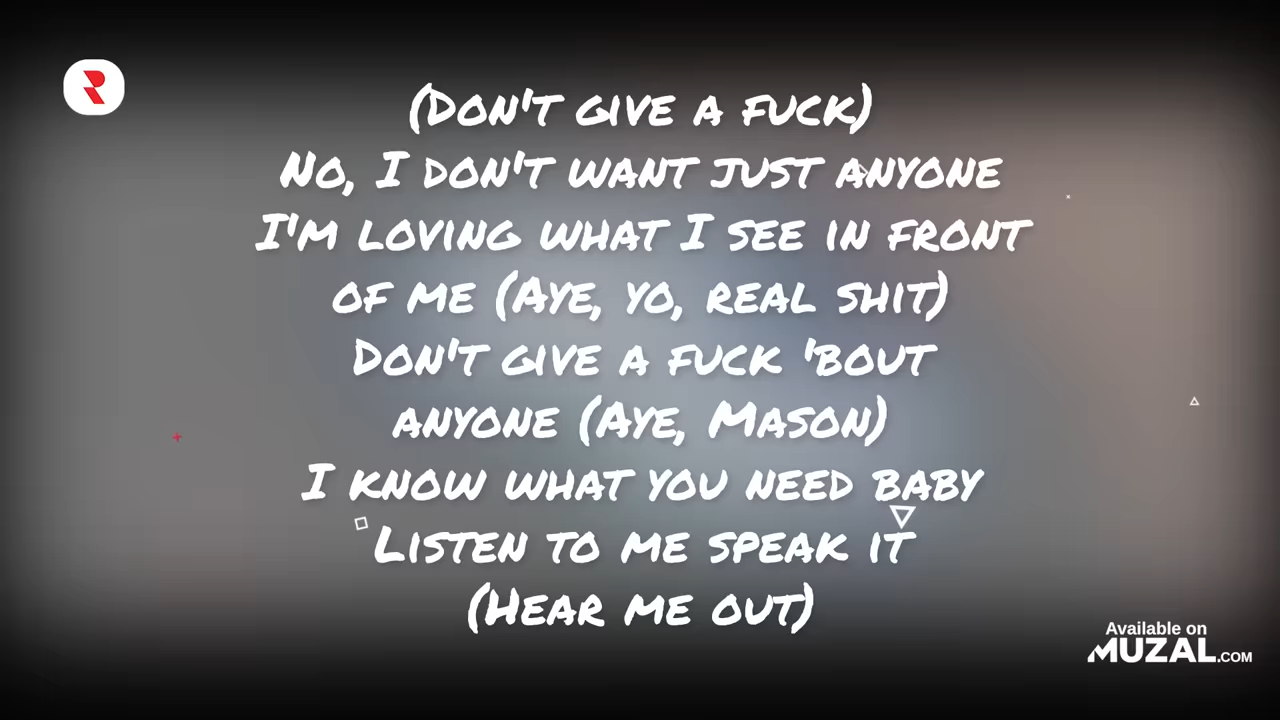 (Don't give a fuck)
No, I don't want just anyone
I'm loving what I see in front
of me (Aye, yo, real shit)
Don't give a fuck 'bout
anyone (Aye, Mason)
I know what you need baby
Listen to me speak it
(Hear me out)
Available on
MUZAL.COM